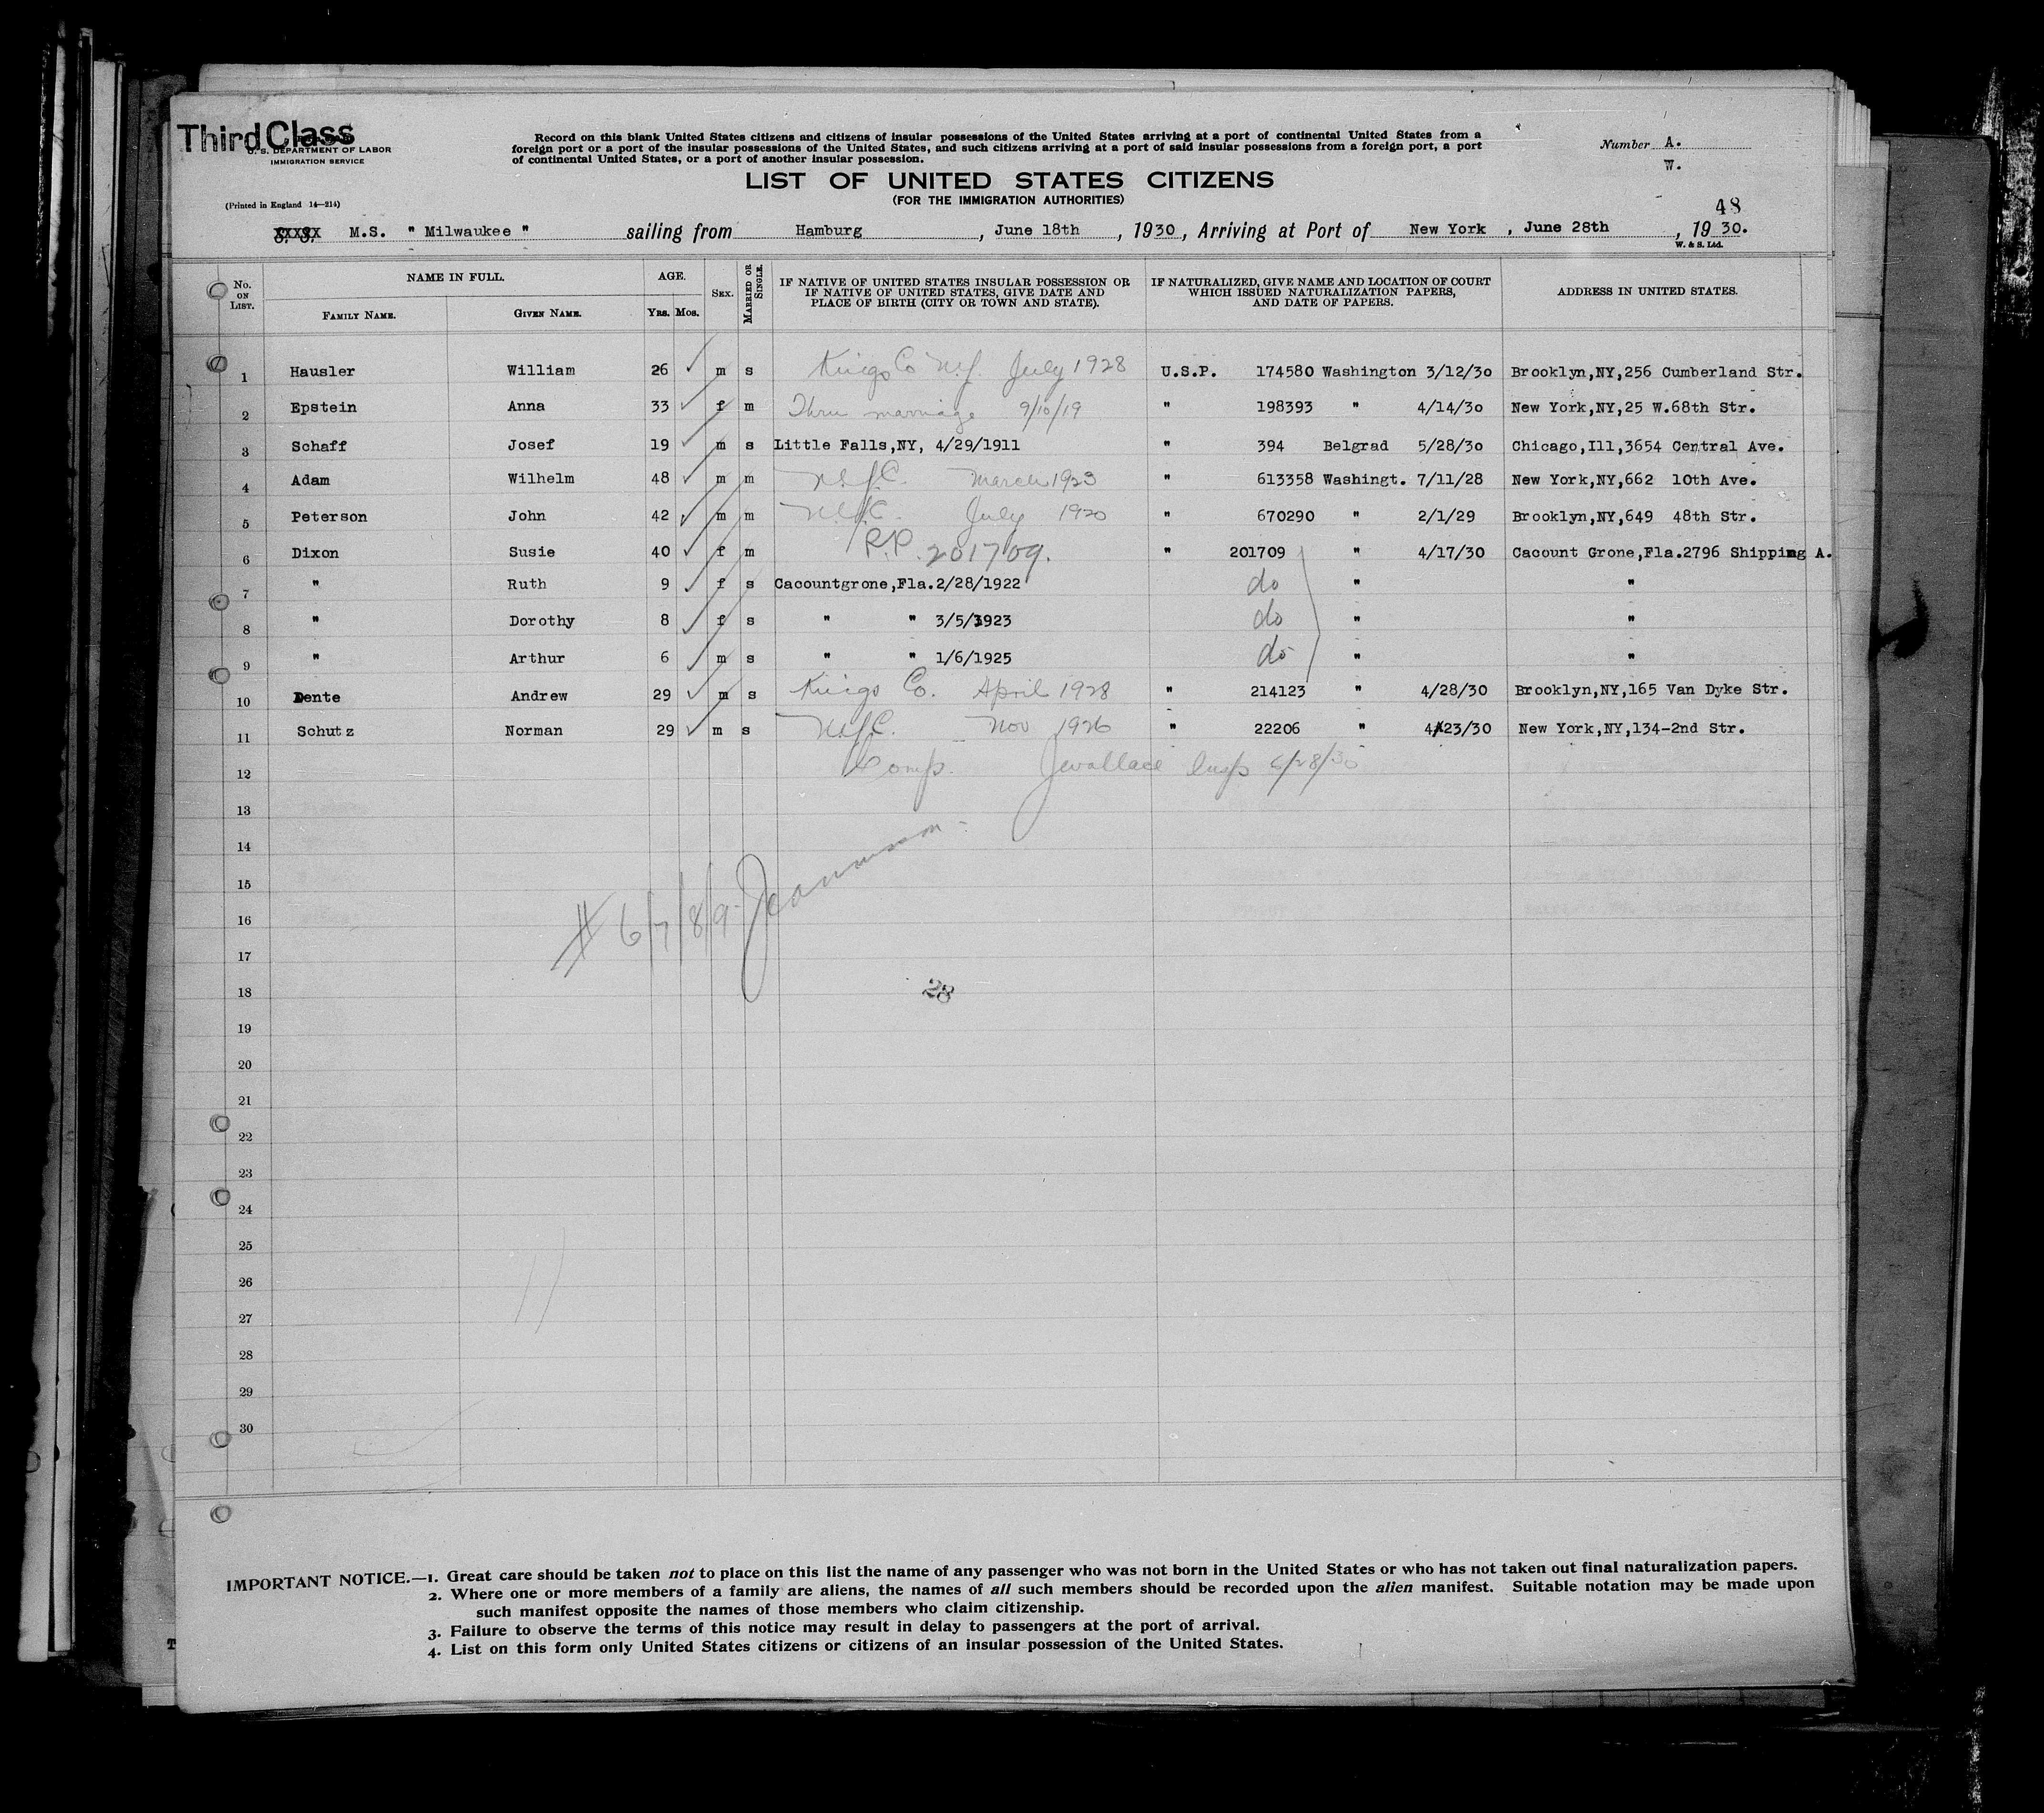 Third Class
U. S. DEPARTMENT OF LABOR
IMMIGRATION SERVICE
(Printed in England 14—214)
Record on this blank United States citizens and citizens of insular possessions of the United States arriving at a port of continental United States from a
foreign port or a port of the insular possessions of the United States, and such citizens arriving at a port of said insular possessions from a foreign port, a port
of continental United States, or a port of another insular possession.
Number A.
W.
LIST OF UNITED STATES CITIZENS
(FOR THE IMMIGRATION AUTHORITIES)
48
S. S. M.S. " Milwaukee " sailing from Hamburg, June 18th, 1930, Arriving at Port of New York, June 28th, 1930.
W. & S. Ltd.
No. ON LIST. NAME IN FULL. AGE. SEX. MARRIED OR SINGLE. IF NATIVE OF UNITED STATES INSULAR POSSESSION OR IF NATIVE OF UNITED STATES, GIVE DATE AND PLACE OF BIRTH (CITY OR TOWN AND STATE). IF NATURALIZED, GIVE NAME AND LOCATION OF COURT WHICH ISSUED NATURALIZATION PAPERS, AND DATE OF PAPERS. ADDRESS IN UNITED STATES.
FAMILY NAME. GIVEN NAME. YRS. MOS.
1 Hausler William 26 m s Kings Co N.Y. July 1928 U.S.P. 174580 Washington 3/12/30 Brooklyn,NY,256 Cumberland Str.
2 Epstein Anna 33 f m Thru marriage 9/10/19 " 198393 " 4/14/30 New York,NY,25 W.68th Str.
3 Schaff Josef 19 m s Little Falls,NY, 4/29/1911 " 394 Belgrad 5/28/30 Chicago,Ill,3654 Central Ave.
4 Adam Wilhelm 48 m m N.Y.C. March 1923 " 613358 Washingt. 7/11/28 New York,NY,662 10th Ave.
5 Peterson John 42 m m N.Y.C. July 1920 " 670290 " 2/1/29 Brooklyn,NY,649 48th Str.
6 Dixon Susie 40 f m P.P. 201709. " 201709 " 4/17/30 Cacount Grone,Fla.2796 Shipping A.
7 " Ruth 9 f s Cacountgrone,Fla.2/28/1922 do " "
8 " Dorothy 8 f s " " 3/5/1923 do " "
9 " Arthur 6 m s " " 1/6/1925 do " "
10 Dente Andrew 29 m s Kings Co. April 1928 " 214123 " 4/28/30 Brooklyn,NY,165 Van Dyke Str.
11 Schutz Norman 29 m s N.Y.C. Nov 1926 " 22206 " 4/23/30 New York,NY,134-2nd Str.
12 Comp. JWallace Insp 6/28/30
13
14
15
16 # 6/7/8/9
17
18 28
19
20
21
22
23
24
25
26
27
28
29
30
IMPORTANT NOTICE.—1. Great care should be taken not to place on this list the name of any passenger who was not born in the United States or who has not taken out final naturalization papers.
2. Where one or more members of a family are aliens, the names of all such members should be recorded upon the alien manifest. Suitable notation may be made upon
such manifest opposite the names of those members who claim citizenship.
3. Failure to observe the terms of this notice may result in delay to passengers at the port of arrival.
4. List on this form only United States citizens or citizens of an insular possession of the United States.